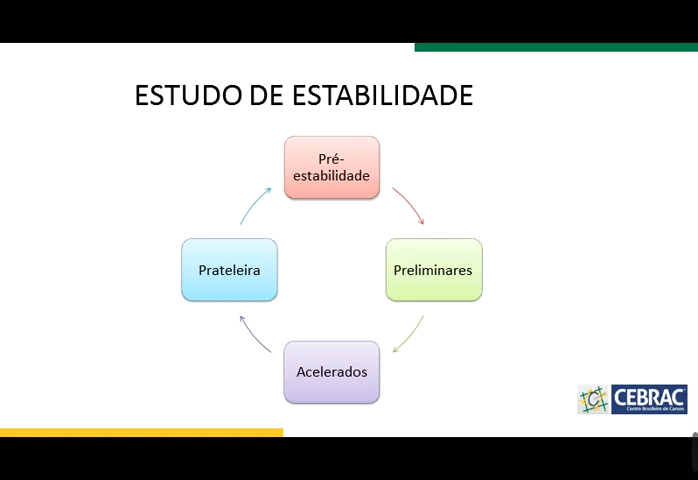 ESTUDO DE ESTABILIDADE
Pré-
estabilidade
Prateleira
Preliminares
Acelerados
CEBRAC
Centro Brasileiro de Cursos